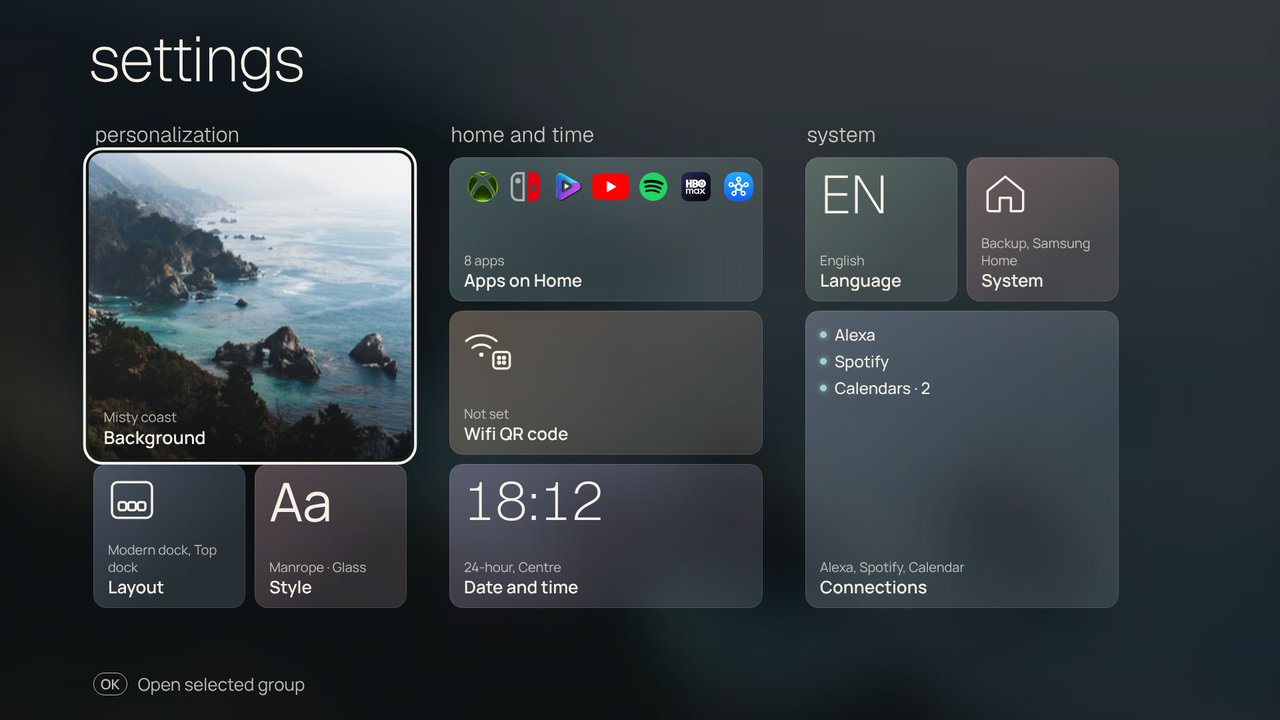 settings
personalization
Misty coast
Background
Modern dock, Top
dock
Layout
Aa
Manrope · Glass
Style
home and time
HBO
max
8 apps
Apps on Home
Not set
Wifi QR code
18:12
24-hour, Centre
Date and time
system
EN
English
Language
Backup, Samsung
Home
System
Alexa
Spotify
Calendars · 2
Alexa, Spotify, Calendar
Connections
OK Open selected group